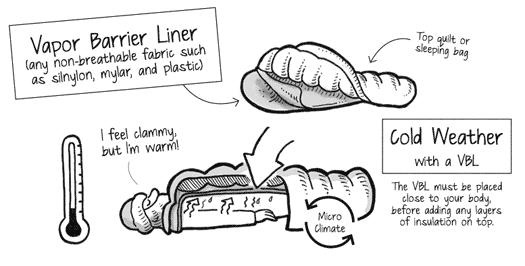 Vapor Barrier Liner
(any non-breathable fabric such
as silnylon, mylar, and plastic)
Top quilt or
sleeping bag
I feel clammy,
but I'm warm!
Cold Weather
with a VBL
The VBL must be placed
close to your body,
before adding any layers
of insulation on top.
Micro
Climate